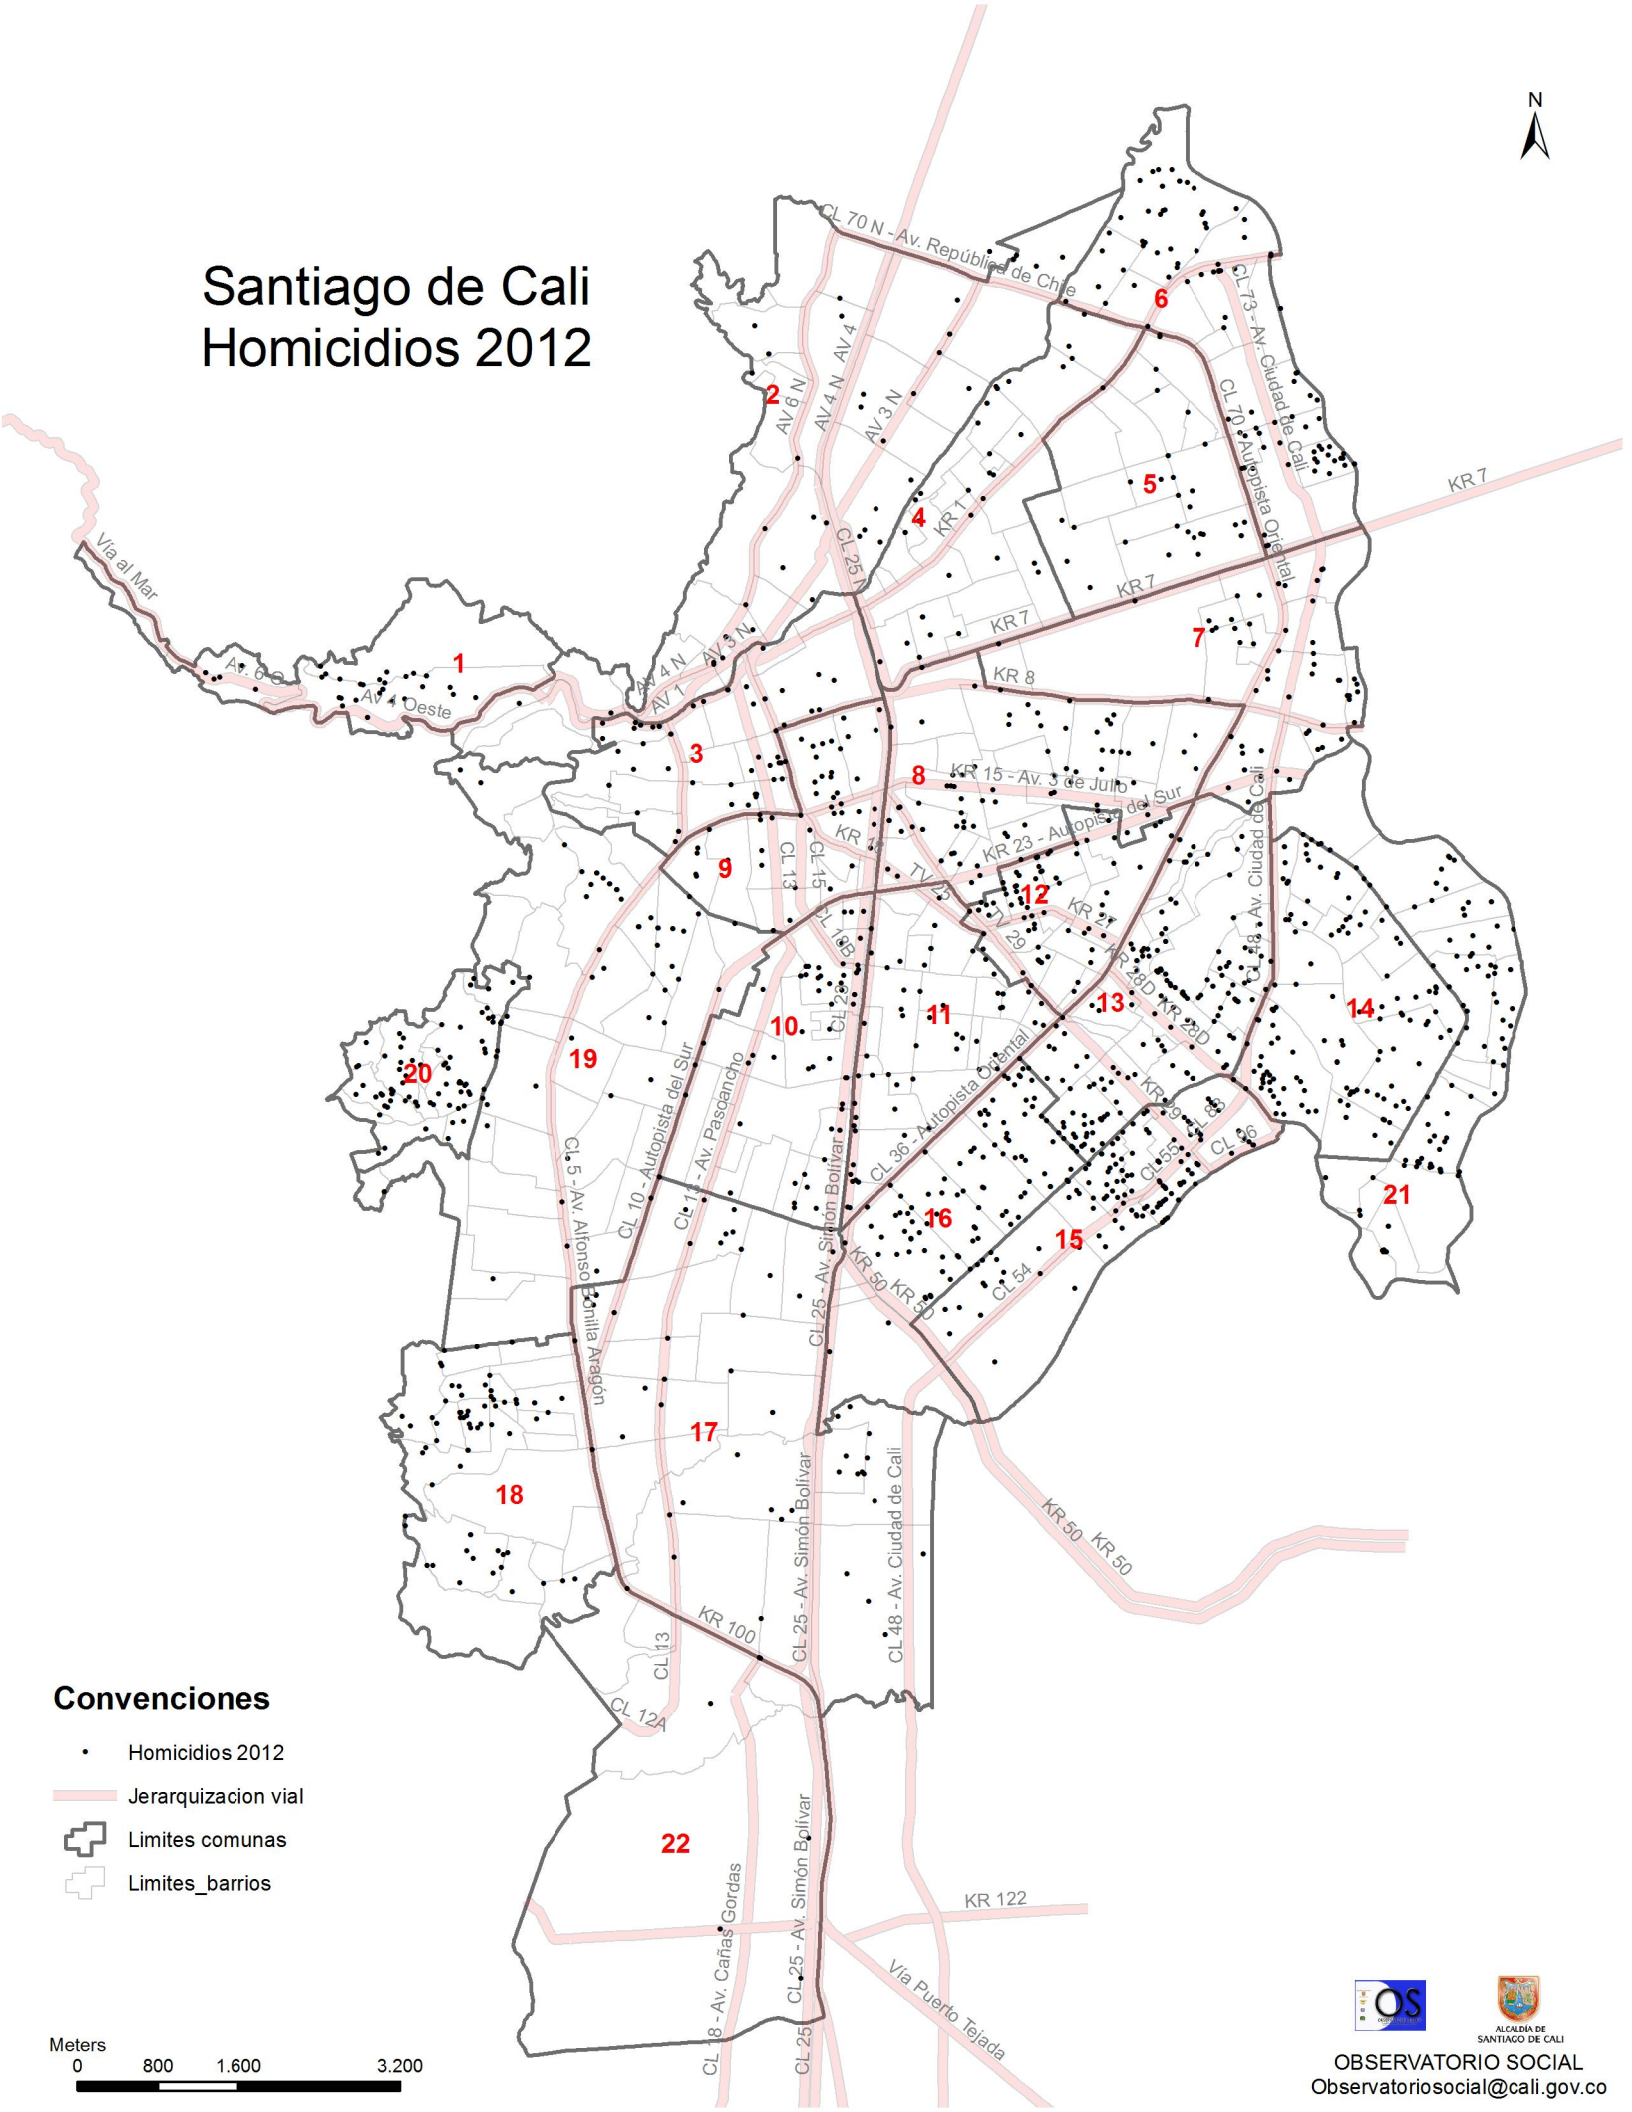 N
Santiago de Cali
Homicidios 2012
CL 70 N - Av. República de Chile
6
CL 73 - Av. Ciudad de Cali
2
AV 6 N
AV 4 N
AV 4
AV 3 N
CL 70 - Autopista Oriental
5
KR 7
4
KR 1
CL 25 N
Vía al Mar
KR 7
KR 7
7
1
AV 3 N
AV 4 N
AV 1
KR 8
Av 4 Oeste
3
8
KR 15 - Av. 3 de Julio
KR 23 - Autopista del Sur
CL 48 - Av. Ciudad de Cali
9
CL 13
CL 15
TV 25
12
KR 27
TV 29
CL 18B
KR 28D
KR 28D
13
14
10
11
19
20
CL 10 - Autopista del Sur
CL 13 - Av. Pasoancho
CL 36 - Autopista Oriental
KR 29
CL 83
CL 96
CL 55
21
CL 5 - Av. Alfonso Bonilla Aragón
CL 25 - Av. Simón Bolívar
16
15
KR 50
KR 50
CL 54
17
18
CL 25 - Av. Simón Bolívar
CL 48 - Av. Ciudad de Cali
KR 50
KR 50
KR 100
CL 13
CL 12A
Convenciones
Homicidios 2012
Jerarquizacion vial
Limites comunas
Limites_barrios
22
CL 18 - Av. Cañas Gordas
CL 25 - Av. Simón Bolívar
KR 122
Vía Puerto Tejada
CL 25
Meters
0 800 1.600 3.200
OS
ALCALDÍA DE
SANTIAGO DE CALI
OBSERVATORIO SOCIAL
Observatoriosocial@cali.gov.co